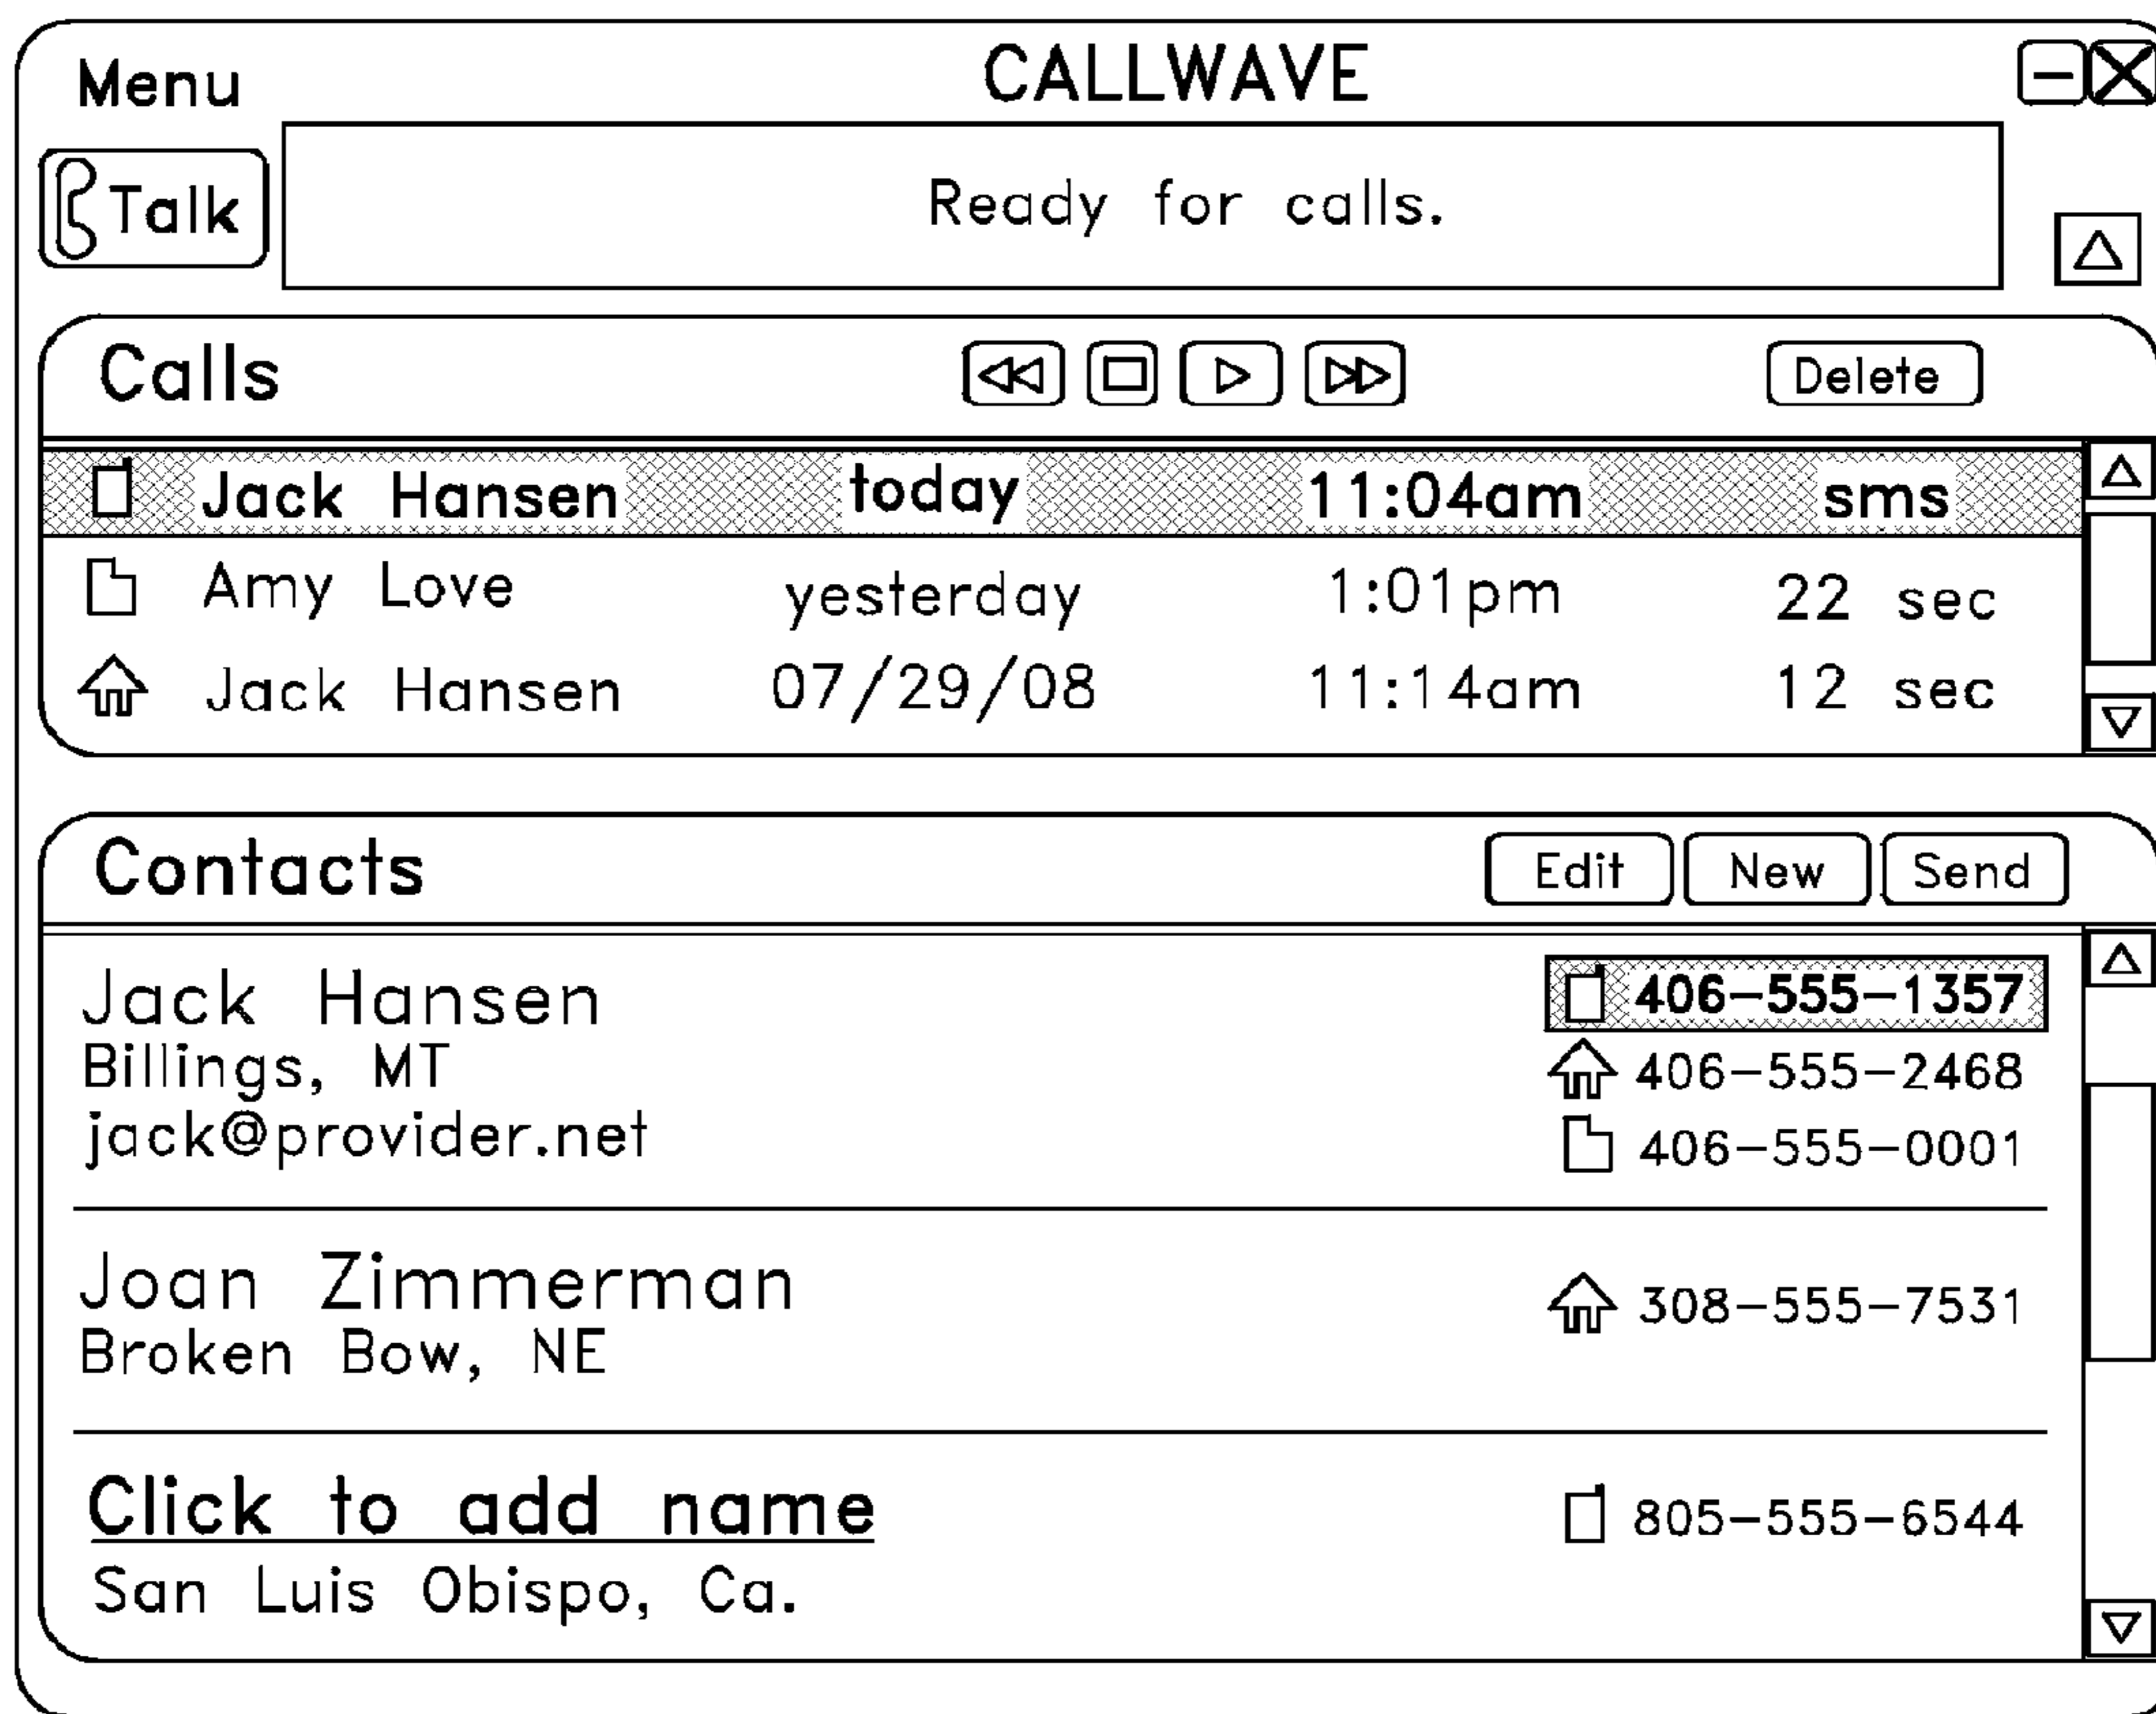 Menu CALLWAVE
Talk Ready for calls.
Calls Delete
Jack Hansen today 11:04am sms
Amy Love yesterday 1:01pm 22 sec
Jack Hansen 07/29/08 11:14am 12 sec
Contacts Edit New Send
Jack Hansen 406-555-1357
Billings, MT 406-555-2468
jack@provider.net 406-555-0001
Joan Zimmerman 308-555-7531
Broken Bow, NE
Click to add name 805-555-6544
San Luis Obispo, Ca.